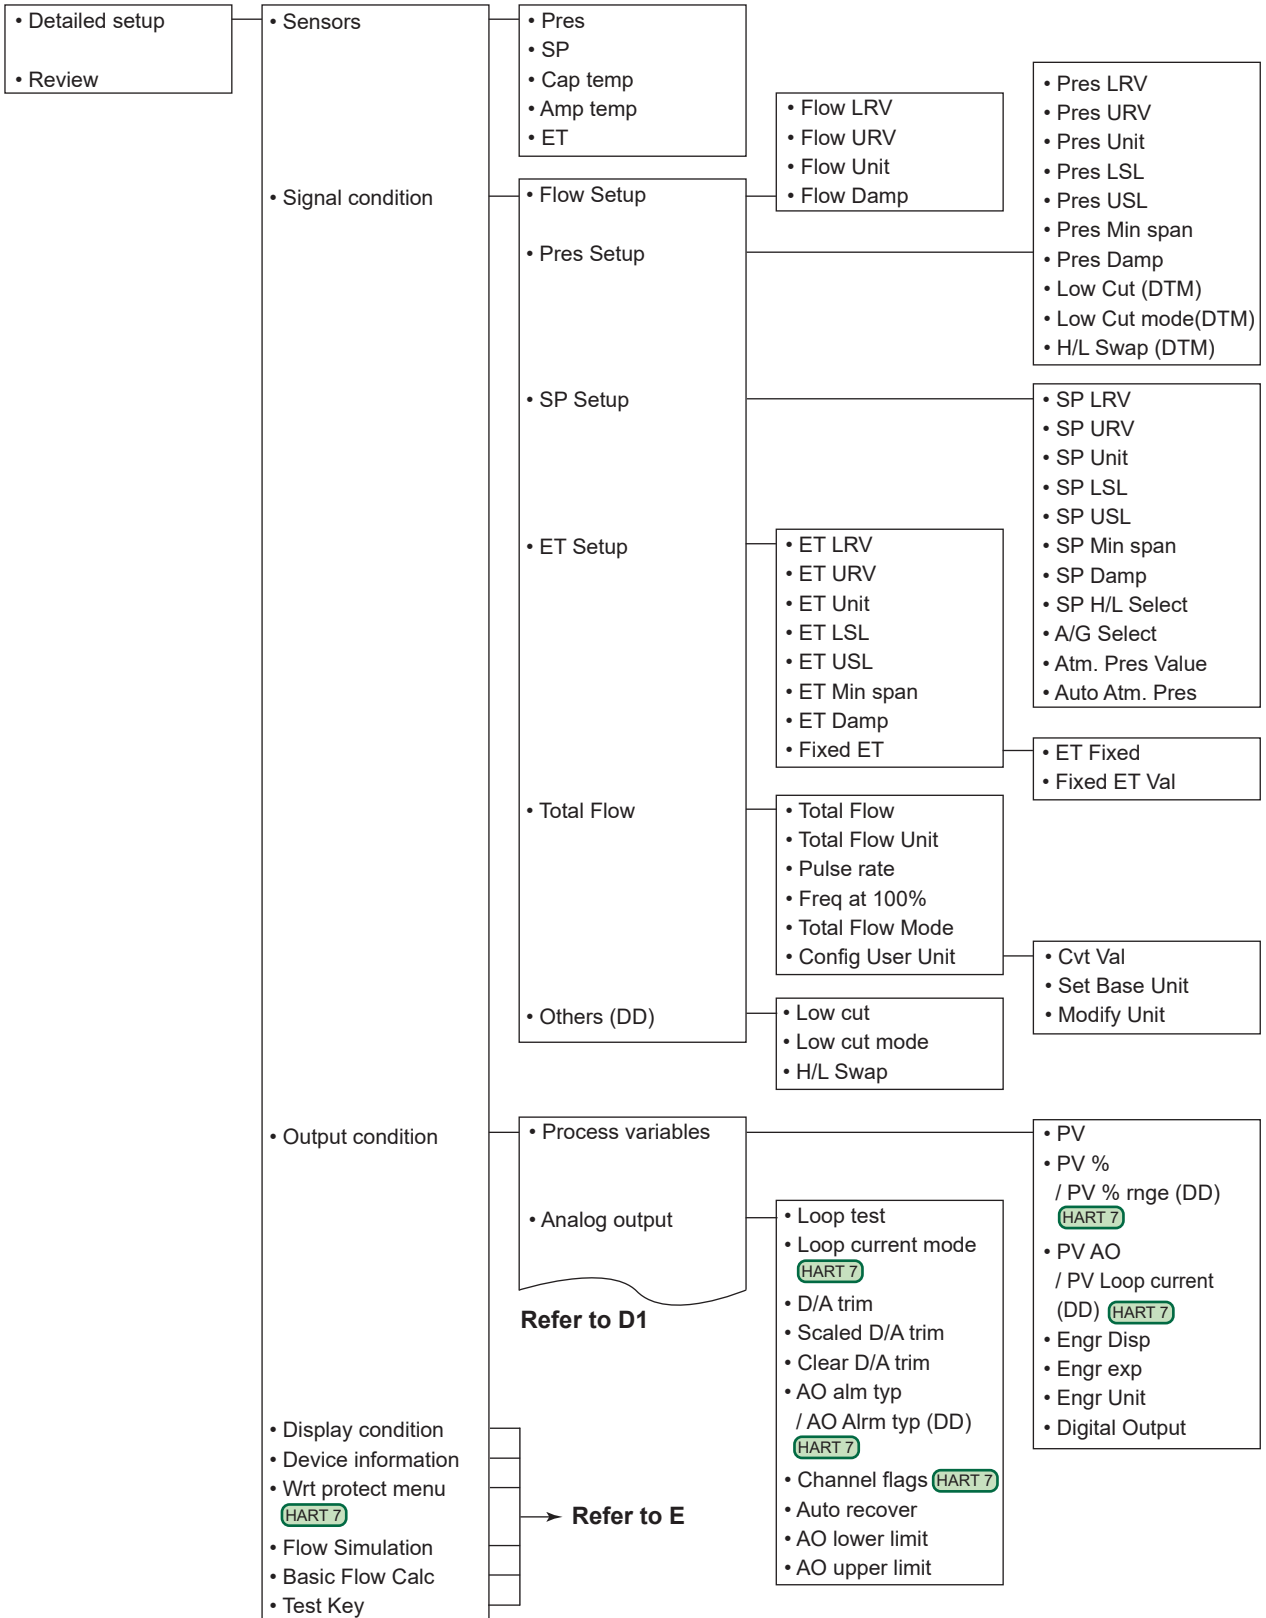 • Detailed setup
• Review
• Sensors
• Signal condition
• Output condition
• Display condition
• Device information
• Wrt protect menu
HART 7
• Flow Simulation
• Basic Flow Calc
• Test Key
• Pres
• SP
• Cap temp
• Amp temp
• ET
• Flow Setup
• Pres Setup
• SP Setup
• ET Setup
• Total Flow
• Others (DD)
• Process variables
• Analog output
Refer to D1
Refer to E
• Flow LRV
• Flow URV
• Flow Unit
• Flow Damp
• ET LRV
• ET URV
• ET Unit
• ET LSL
• ET USL
• ET Min span
• ET Damp
• Fixed ET
• Total Flow
• Total Flow Unit
• Pulse rate
• Freq at 100%
• Total Flow Mode
• Config User Unit
• Low cut
• Low cut mode
• H/L Swap
• Loop test
• Loop current mode
HART 7
• D/A trim
• Scaled D/A trim
• Clear D/A trim
• AO alm typ
/ AO Alrm typ (DD)
HART 7
• Channel flags HART 7
• Auto recover
• AO lower limit
• AO upper limit
• Pres LRV
• Pres URV
• Pres Unit
• Pres LSL
• Pres USL
• Pres Min span
• Pres Damp
• Low Cut (DTM)
• Low Cut mode(DTM)
• H/L Swap (DTM)
• SP LRV
• SP URV
• SP Unit
• SP LSL
• SP USL
• SP Min span
• SP Damp
• SP H/L Select
• A/G Select
• Atm. Pres Value
• Auto Atm. Pres
• ET Fixed
• Fixed ET Val
• Cvt Val
• Set Base Unit
• Modify Unit
• PV
• PV %
/ PV % rnge (DD)
HART 7
• PV AO
/ PV Loop current
(DD) HART 7
• Engr Disp
• Engr exp
• Engr Unit
• Digital Output